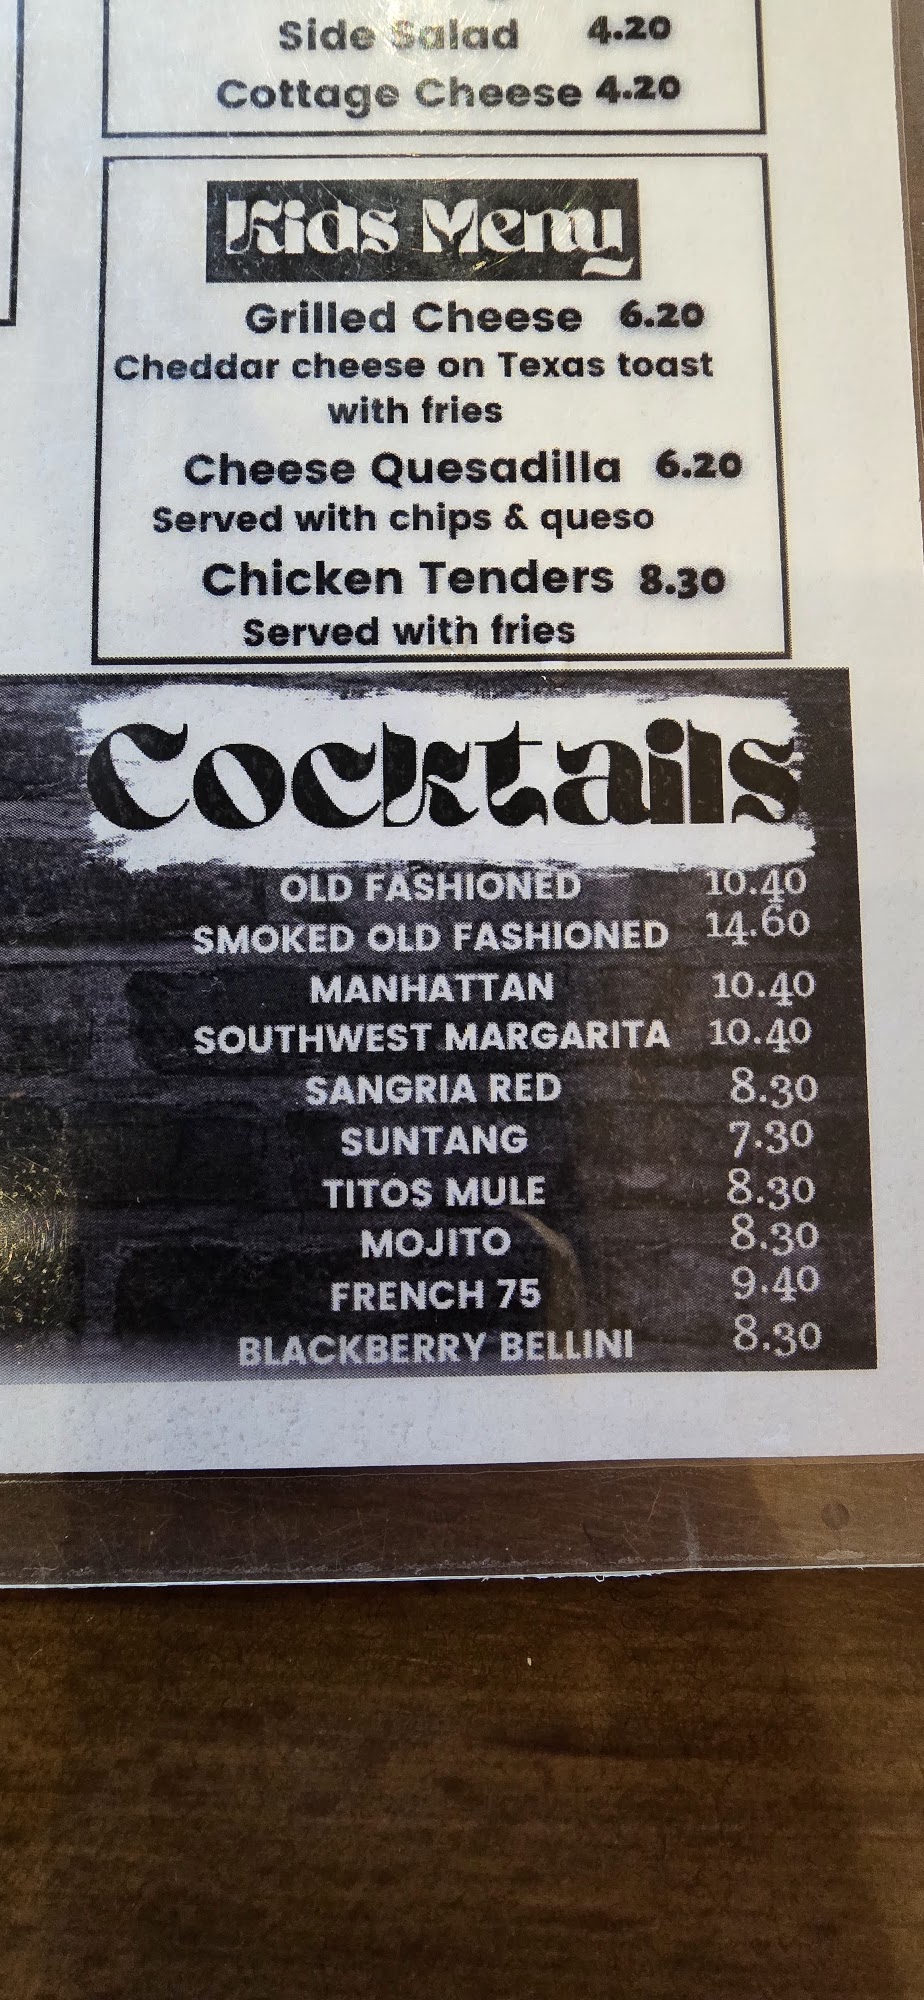 Side Salad 4.20
Cottage Cheese 4.20
Kids Menu
Grilled Cheese 6.20
Cheddar cheese on Texas toast
with fries
Cheese Quesadilla 6.20
Served with chips & queso
Chicken Tenders 8.30
Served with fries
Cocktails
OLD FASHIONED 10.40
SMOKED OLD FASHIONED 14.60
MANHATTAN 10.40
SOUTHWEST MARGARITA 10.40
SANGRIA RED 8.30
SUNTANG 7.30
TITOS MULE 8.30
MOJITO 8.30
FRENCH 75 9.40
BLACKBERRY BELLINI 8.30